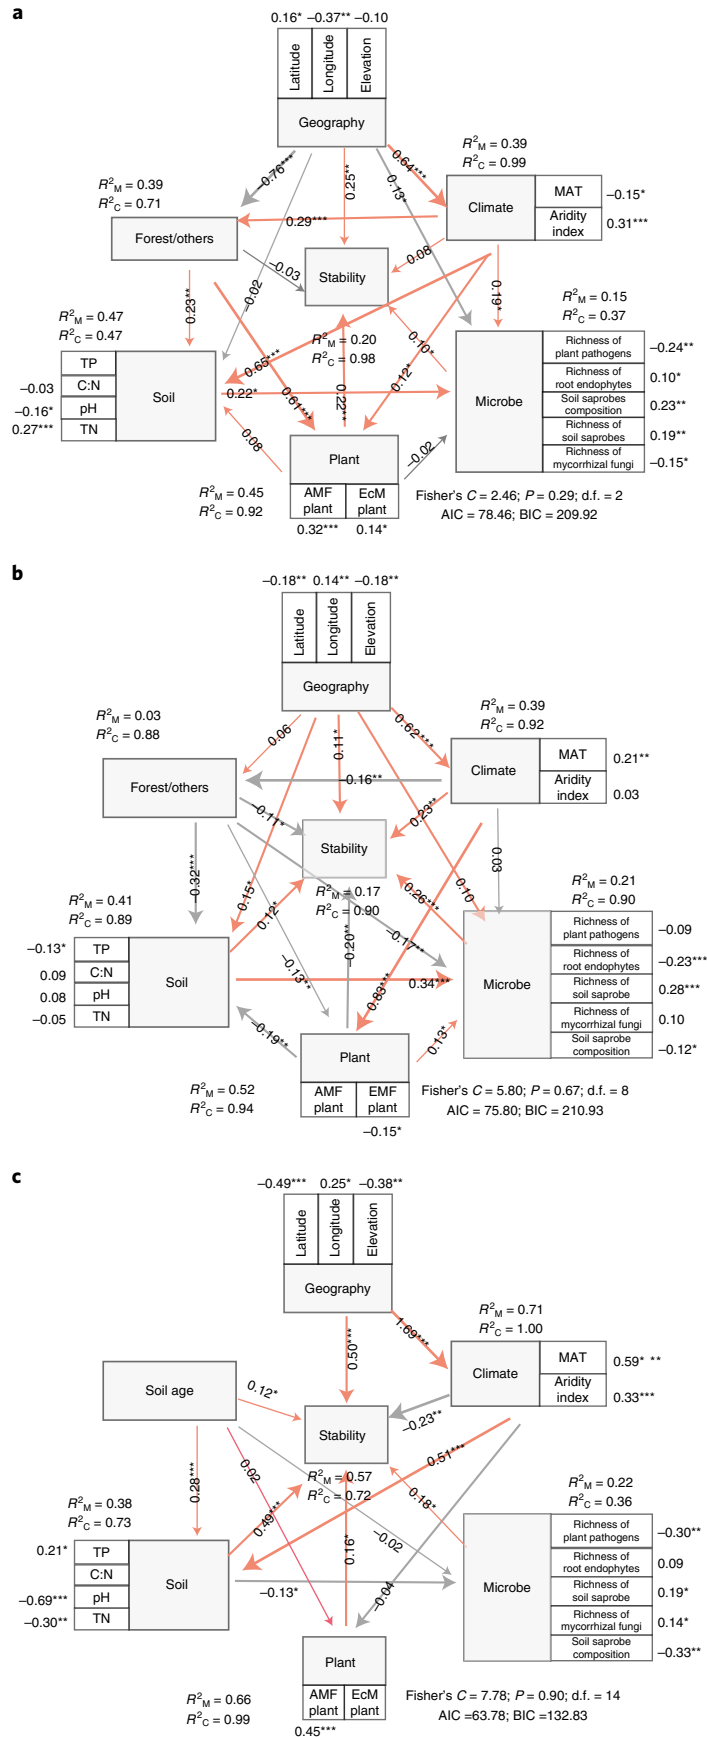 a
0.16* –0.37** –0.10
Latitude
Longitude
Elevation
Geography
R²M = 0.39
R²C = 0.99
–0.76***
0.25**
0.13*
0.64***
Climate
MAT
–0.15*
Aridity
index
0.31***
R²M = 0.39
R²C = 0.71
Forest/others
0.29***
0.08
–0.03
–0.02
Stability
0.19*
R²M = 0.15
R²C = 0.37
0.23**
R²M = 0.47
R²C = 0.47
R²M = 0.20
R²C = 0.98
0.10*
0.65***
0.12*
0.22*
0.61***
0.22**
TP
C:N
–0.03
pH
–0.16*
TN
0.27***
Soil
Microbe
Richness of
plant pathogens
–0.24**
Richness of
root endophytes
0.10*
Soil saprobes
composition
0.23**
Richness of
soil saprobes
0.19**
Richness of
mycorrhizal fungi
–0.15*
0.08
–0.02
Plant
AMF
plant
EcM
plant
R²M = 0.45
R²C = 0.92
0.32***
0.14*
Fisher's C = 2.46; P = 0.29; d.f. = 2
AIC = 78.46; BIC = 209.92
b
–0.18** 0.14** –0.18**
Latitude
Longitude
Elevation
Geography
R²M = 0.39
R²C = 0.92
R²M = 0.03
R²C = 0.88
0.06
0.11*
0.62***
Climate
MAT
0.21**
Aridity
index
0.03
Forest/others
–0.16**
–0.11*
0.23**
Stability
0.03
–0.32***
R²M = 0.41
R²C = 0.89
0.15*
0.12*
R²M = 0.17
R²C = 0.90
0.26***
0.10
R²M = 0.21
R²C = 0.90
–0.20**
–0.17**
–0.13**
0.83***
0.34***
–0.13*
TP
0.09
C:N
0.08
pH
–0.05
TN
Soil
Microbe
Richness of
plant pathogens
–0.09
Richness of
root endophytes
–0.23***
Richness of
soil saprobe
0.28***
Richness of
mycorrhizal fungi
0.10
Soil saprobe
composition
–0.12*
–0.19**
0.13*
Plant
AMF
plant
EMF
plant
R²M = 0.52
R²C = 0.94
–0.15*
Fisher's C = 5.80; P = 0.67; d.f. = 8
AIC = 75.80; BIC = 210.93
c
–0.49*** 0.25* –0.38**
Latitude
Longitude
Elevation
Geography
R²M = 0.71
R²C = 1.00
0.50***
1.69***
Climate
MAT
0.59* **
Aridity
index
0.33***
Soil age
0.12*
–0.23**
Stability
0.28***
0.02
0.51***
R²M = 0.57
R²C = 0.72
0.49***
0.18*
R²M = 0.22
R²C = 0.36
R²M = 0.38
R²C = 0.73
0.16*
–0.02
–0.13*
–0.04
0.21*
TP
C:N
–0.69***
pH
–0.30**
TN
Soil
Microbe
Richness of
plant pathogens
–0.30**
Richness of
root endophytes
0.09
Richness of
soil saprobe
0.19*
Richness of
mycorrhizal fungi
0.14*
Soil saprobe
composition
–0.33**
Plant
AMF
plant
EcM
plant
R²M = 0.66
R²C = 0.99
0.45***
Fisher's C = 7.78; P = 0.90; d.f. = 14
AIC =63.78; BIC =132.83